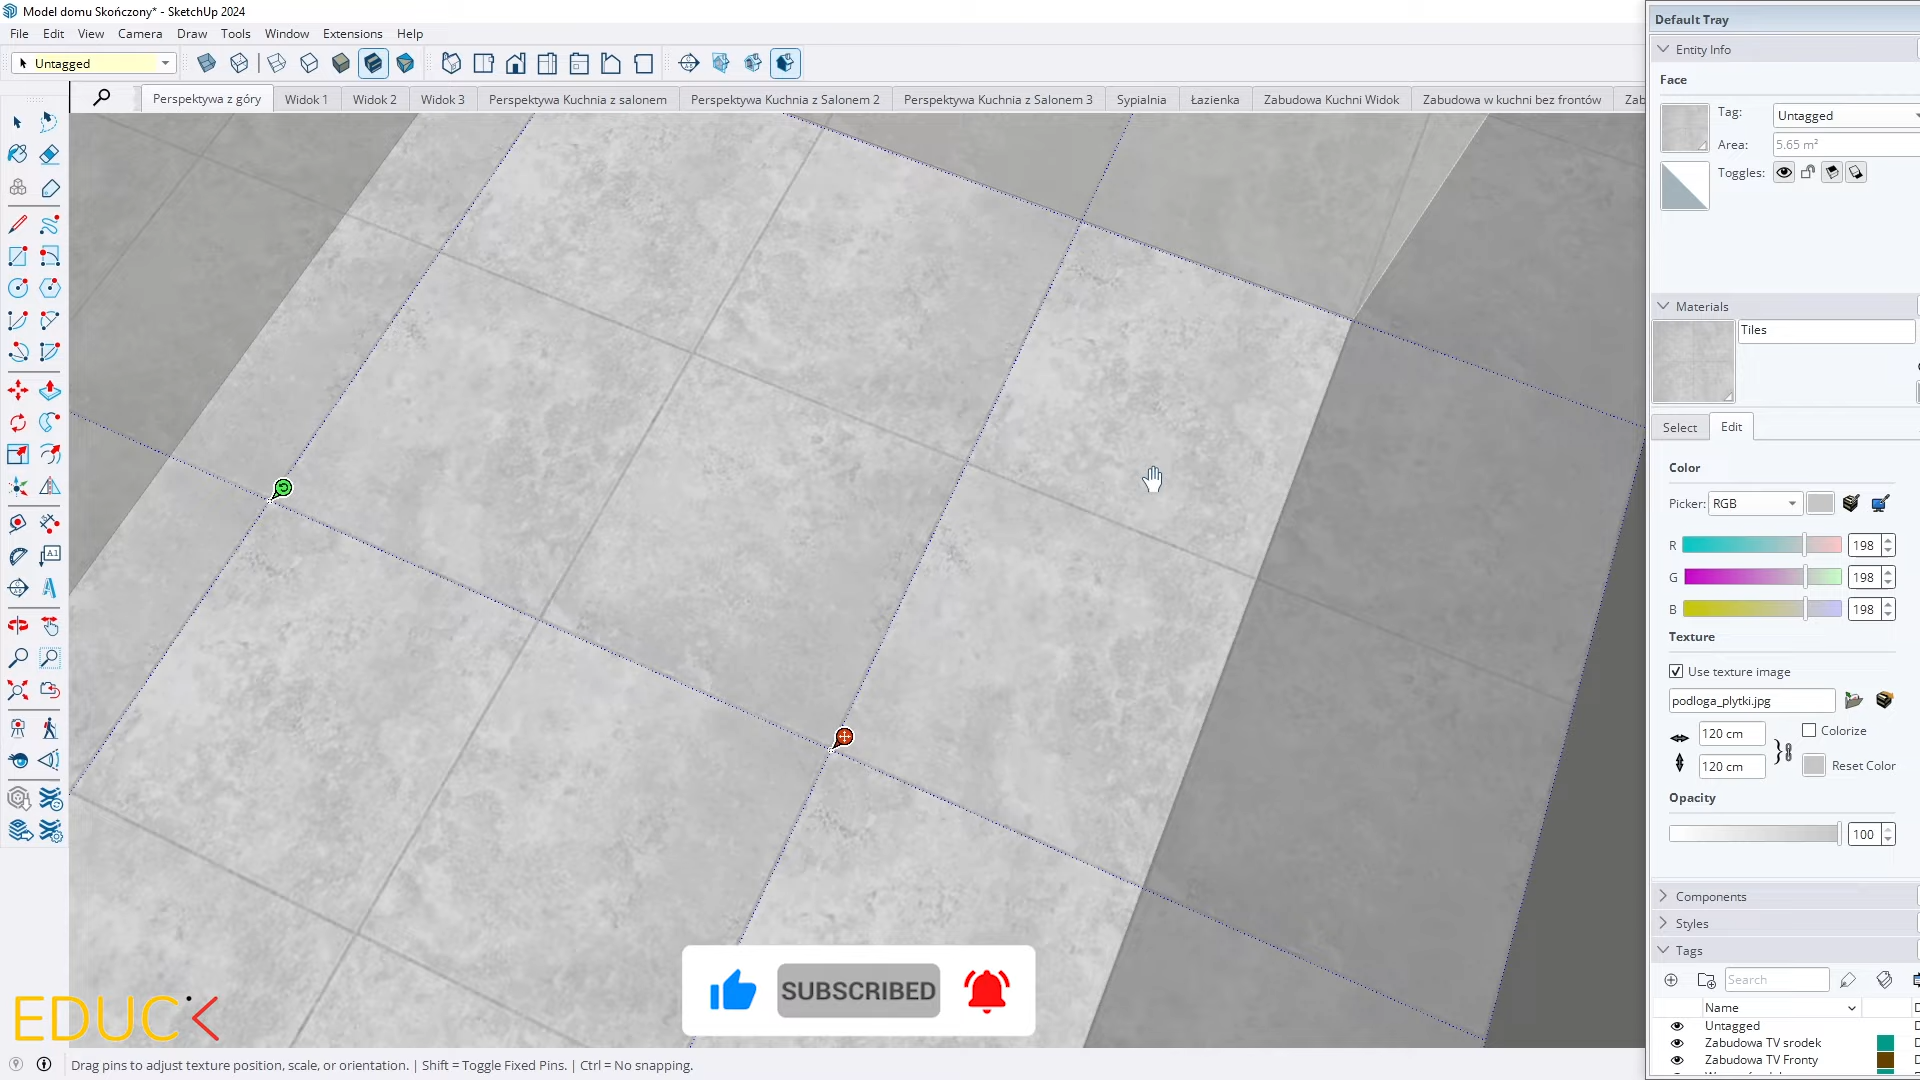 Model domu Skończony* - SketchUp 2024
Default Tray
File Edit View Camera Draw Tools Window Extensions Help
Entity Info
Untagged
Face
Perspektywa z góry Widok 1 Widok 2 Widok 3 Perspektywa Kuchnia z salonem Perspektywa Kuchnia z Salonem 2 Perspektywa Kuchnia z Salonem 3 Sypialnia Łazienka Zabudowa Kuchni Widok Zabudowa w kuchni bez frontów Zab
Tag: Untagged
Area: 5.65 m²
Toggles:
Materials
Tiles
Select Edit
Color
Picker: RGB
R 198
G 198
B 198
Texture
Use texture image
podloga_plytki.jpg
120 cm Colorize
120 cm Reset Color
Opacity
100
Components
Styles
Tags
Search
Name
Untagged
Zabudowa TV srodek
Zabudowa TV Fronty
A1
SUBSCRIBED
EDUCK
Drag pins to adjust texture position, scale, or orientation. | Shift = Toggle Fixed Pins. | Ctrl = No snapping.